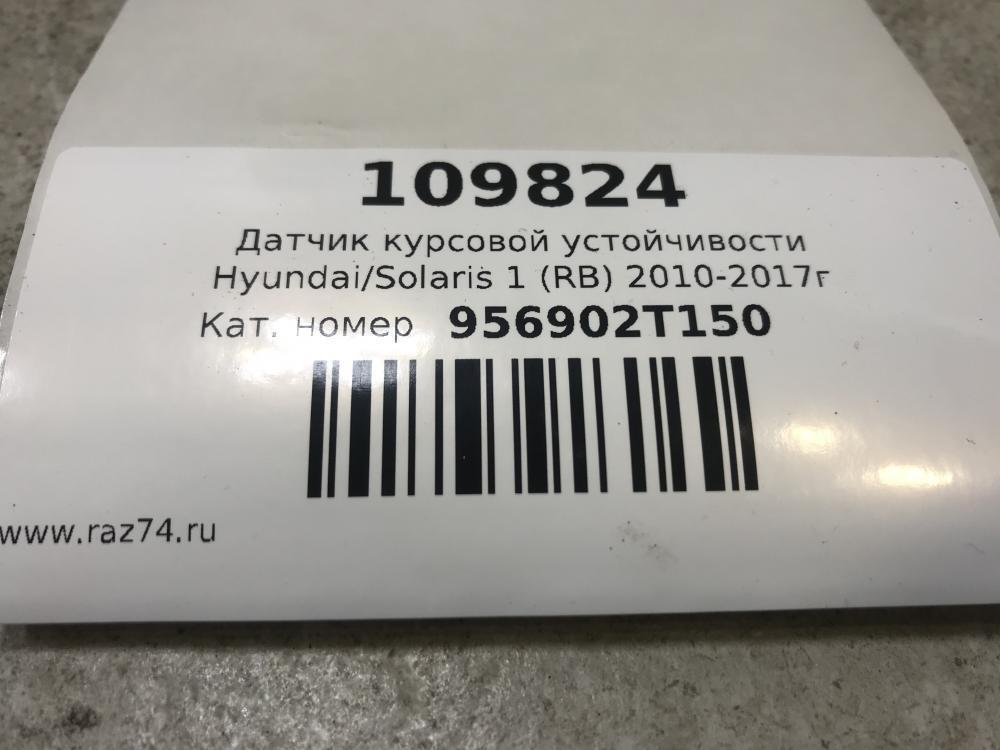 109824
Датчик курсовой устойчивости
Hyundai/Solaris 1 (RB) 2010-2017г
Кат. номер 956902T150
www.raz74.ru